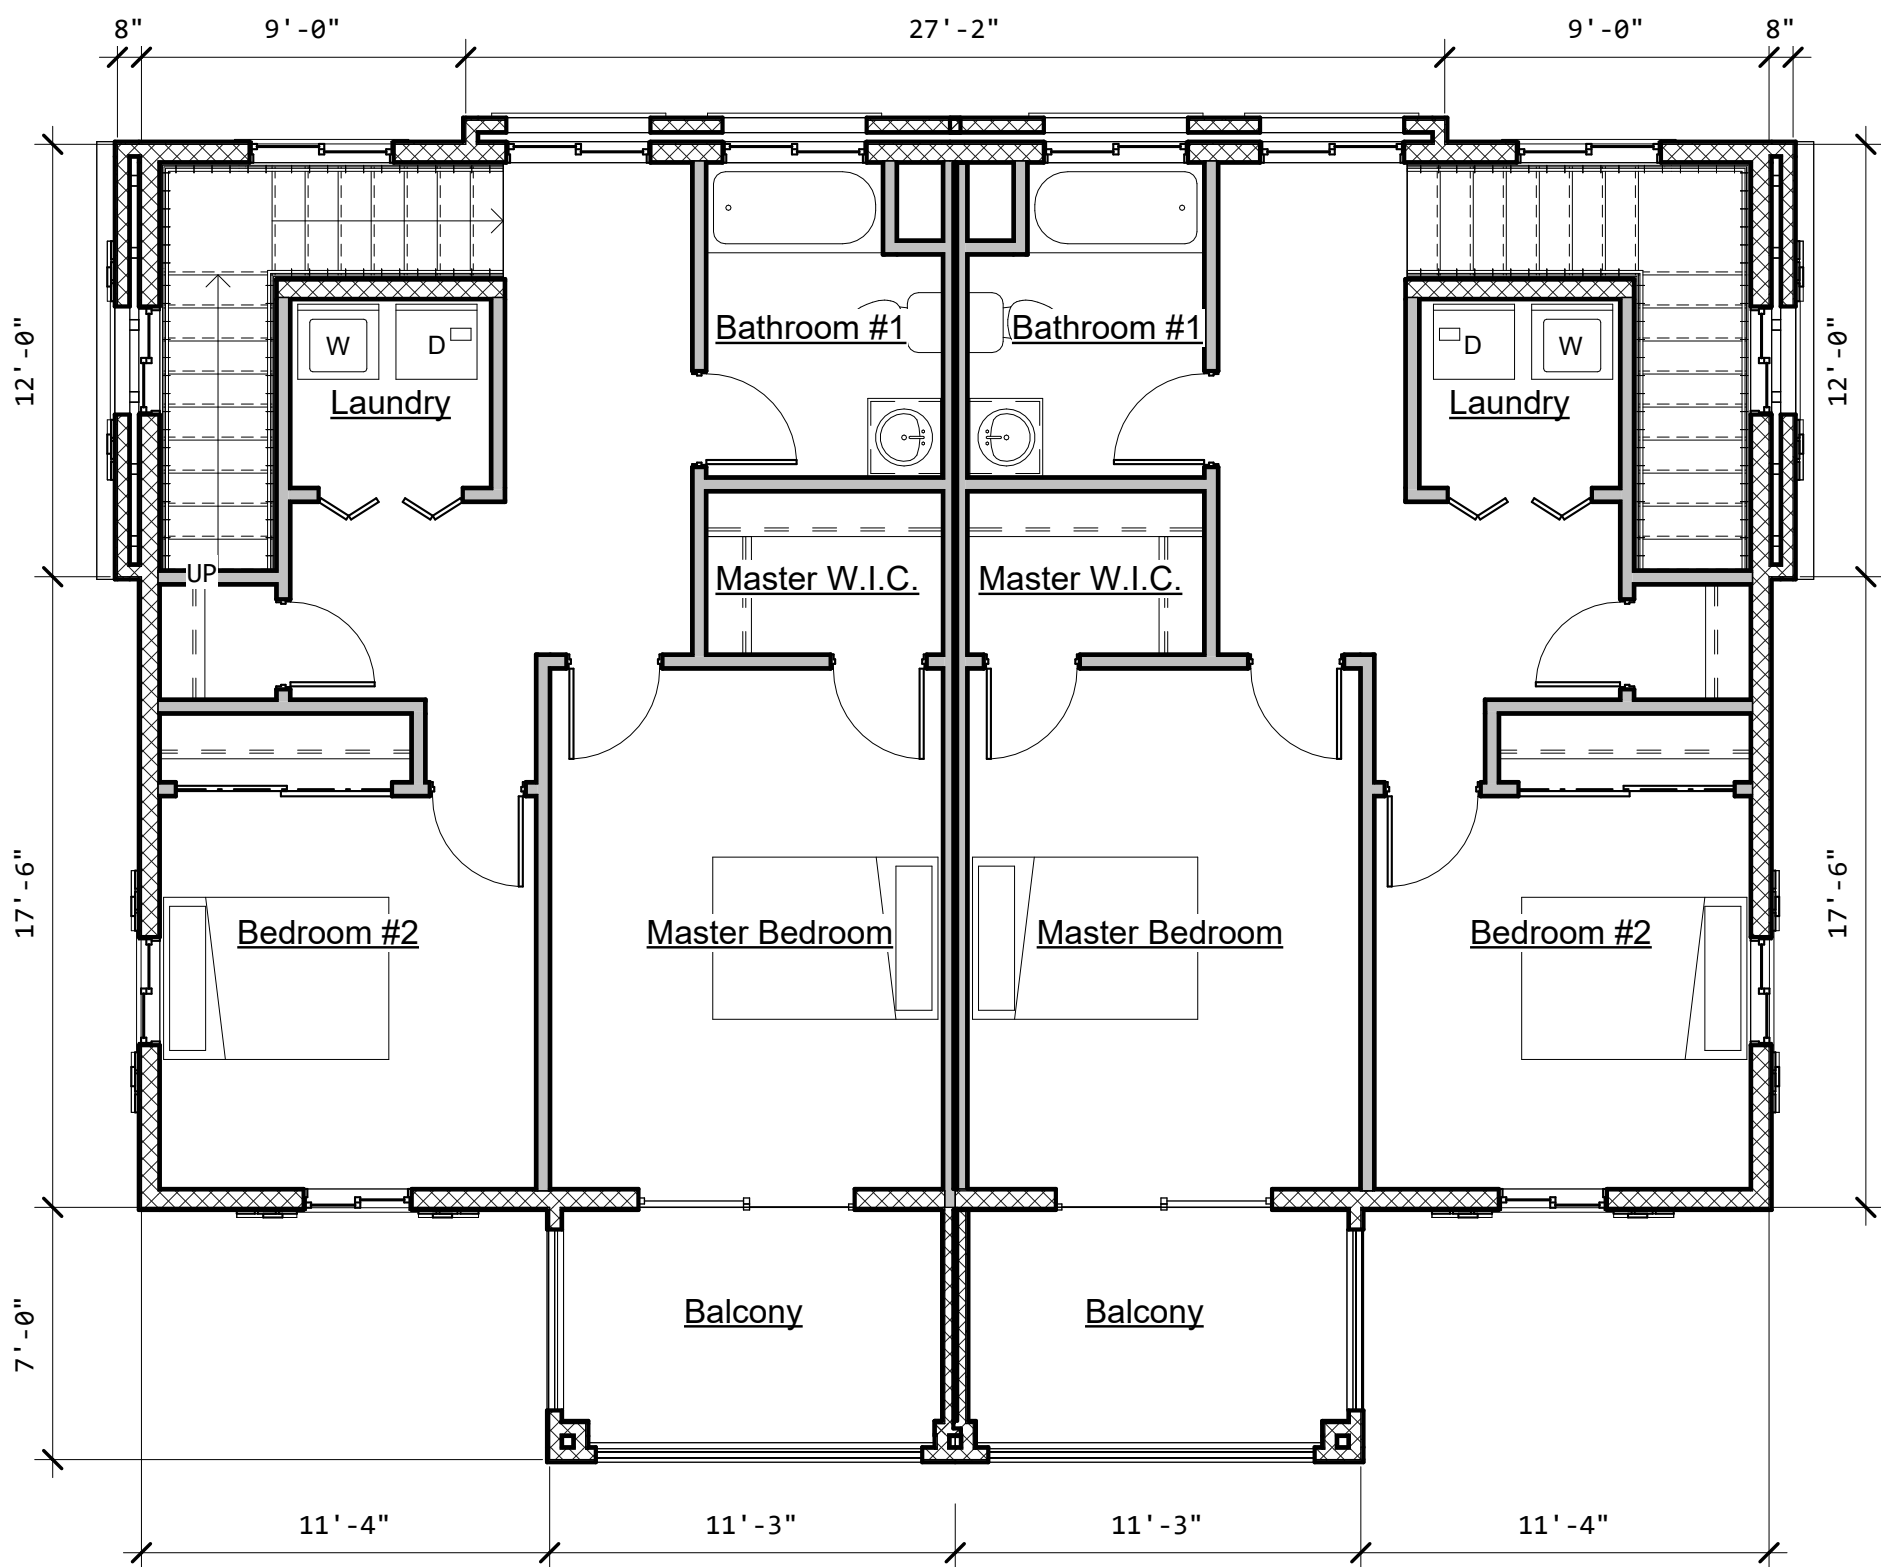 8" 9'-0" 27'-2" 9'-0" 8"
12'-0" 12'-0"
Bathroom #1 Bathroom #1
W D D W
Laundry Laundry
UP Master W.I.C. Master W.I.C.
17'-6" 17'-6"
Bedroom #2 Master Bedroom Master Bedroom Bedroom #2
7'-0" Balcony Balcony
11'-4" 11'-3" 11'-3" 11'-4"